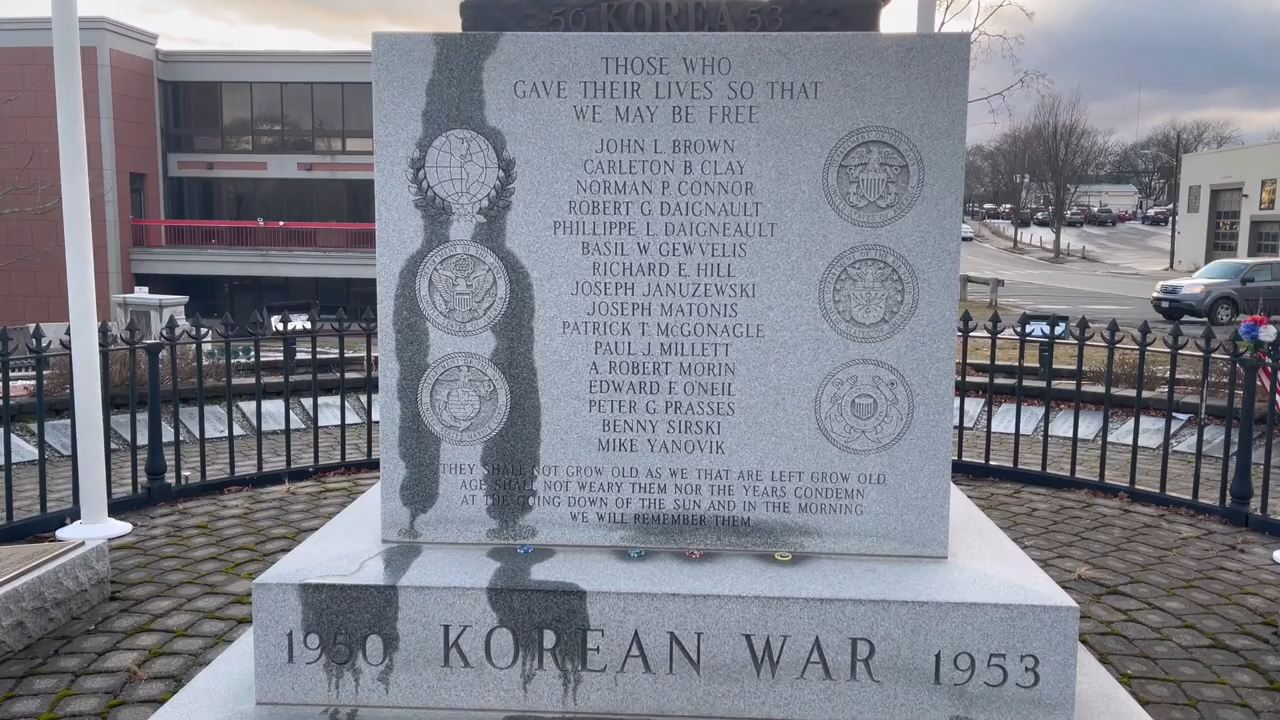 50 KOREA 53
THOSE WHO
GAVE THEIR LIVES SO THAT
WE MAY BE FREE
JOHN L. BROWN
CARLETON B. CLAY
NORMAN P. CONNOR
ROBERT G. DAIGNAULT
PHILLIPPE L. DAIGNEAULT
BASIL W. GEWVELIS
RICHARD E. HILL
JOSEPH JANUZEWSKI
JOSEPH MATONIS
PATRICK T. McGONAGLE
PAUL J. MILLETT
A. ROBERT MORIN
EDWARD F. O'NEIL
PETER G. PRASSES
BENNY SIRSKI
MIKE YANOVIK
THEY SHALL NOT GROW OLD AS WE THAT ARE LEFT GROW OLD,
AGE SHALL NOT WEARY THEM NOR THE YEARS CONDEMN
AT THE GOING DOWN OF THE SUN AND IN THE MORNING
WE WILL REMEMBER THEM.
1950 KOREAN WAR 1953